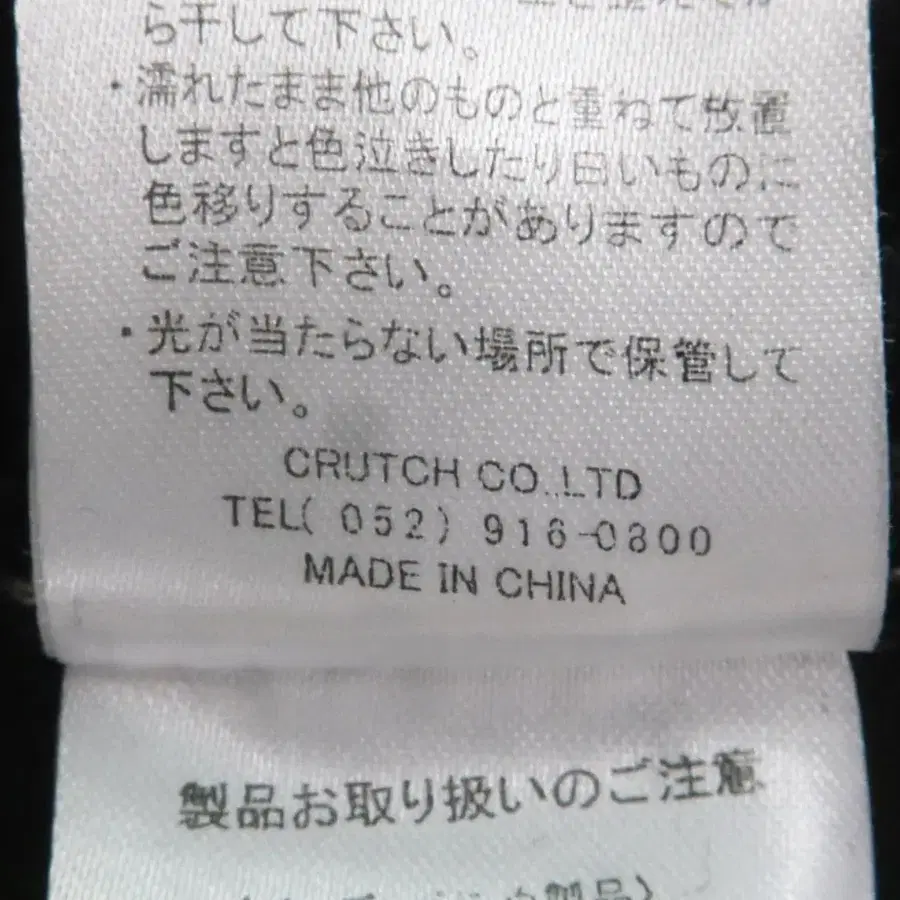 ら干して下さい。
・濡れたまま他のものと重ねて放置
しますと色泣きしたり白いものに
色移りすることがありますので
ご注意下さい。
・光が当たらない場所で保管して
下さい。
CRUTCH CO.,LTD
TEL( 052) 916-0800
MADE IN CHINA
製品お取り扱いのご注意
製品)